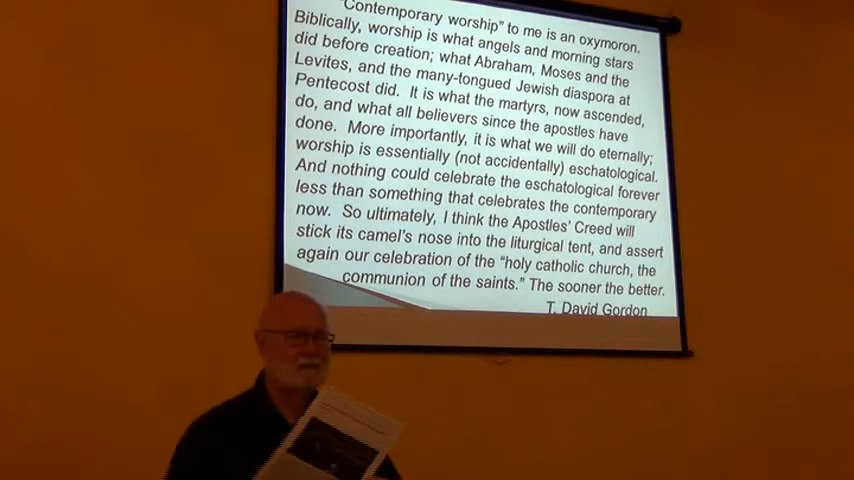 "Contemporary worship" to me is an oxymoron.
Biblically, worship is what angels and morning stars
did before creation; what Abraham, Moses and the
Levites, and the many-tongued Jewish diaspora at
Pentecost did. It is what the martyrs, now ascended,
do, and what all believers since the apostles have
done. More importantly, it is what we will do eternally;
worship is essentially (not accidentally) eschatological.
And nothing could celebrate the eschatological forever
less than something that celebrates the contemporary
now. So ultimately, I think the Apostles' Creed will
stick its camel's nose into the liturgical tent, and assert
again our celebration of the "holy catholic church, the
communion of the saints." The sooner the better.
T. David Gordon